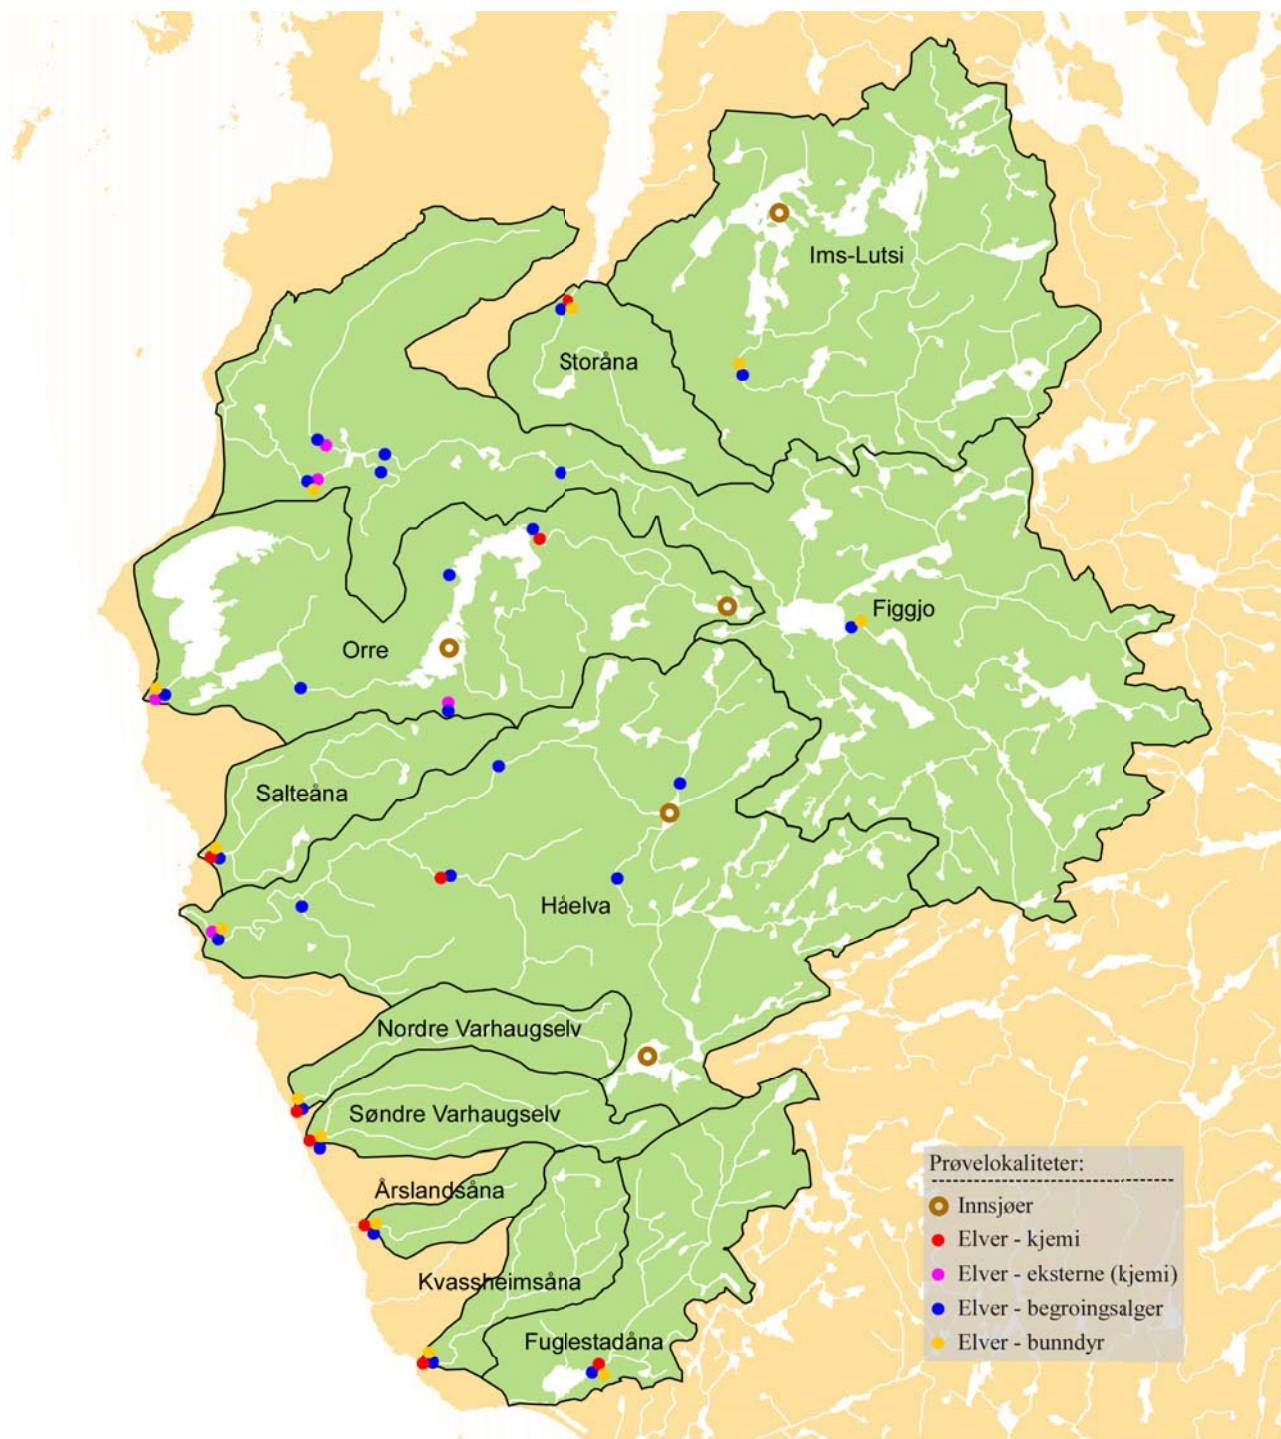 Ims-Lutsi
Storåna
Figgjo
Orre
Salteåna
Håelva
Nordre Varhaugselv
Søndre Varhaugselv
Årslandsåna
Kvassheimsåna
Fuglestadåna
Prøvelokaliteter:
Innsjøer
Elver - kjemi
Elver - eksterne (kjemi)
Elver - begroingsalger
Elver - bunndyr